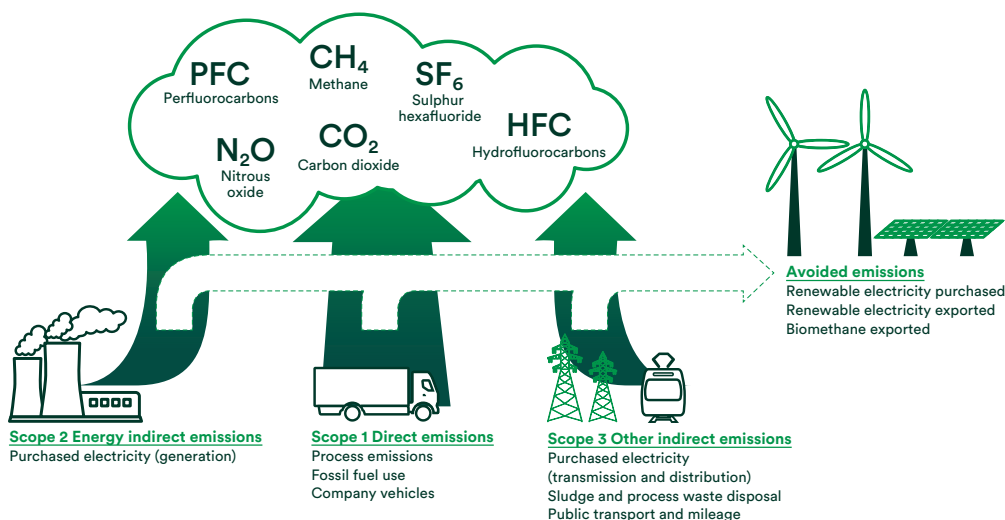 PFC
Perfluorocarbons
CH₄
Methane
SF₆
Sulphur
hexafluoride
N₂O
Nitrous
oxide
CO₂
Carbon dioxide
HFC
Hydrofluorocarbons
Avoided emissions
Renewable electricity purchased
Renewable electricity exported
Biomethane exported
Scope 2 Energy indirect emissions
Purchased electricity (generation)
Scope 1 Direct emissions
Process emissions
Fossil fuel use
Company vehicles
Scope 3 Other indirect emissions
Purchased electricity
(transmission and distribution)
Sludge and process waste disposal
Public transport and mileage